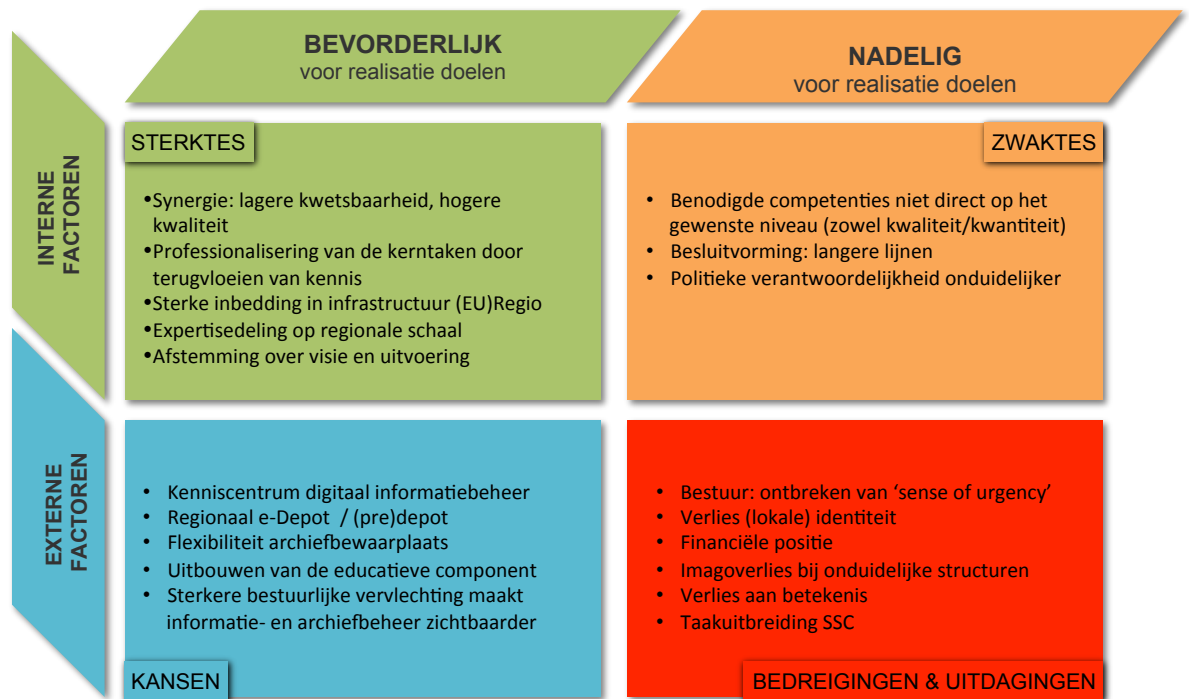 BEVORDERLIJK
voor realisatie doelen
NADELIG
voor realisatie doelen
INTERNE
FACTOREN
STERKTES
•Synergie: lagere kwetsbaarheid, hogere
kwaliteit
•Professionalisering van de kerntaken door
terugvloeien van kennis
•Sterke inbedding in infrastructuur (EU)Regio
•Expertisedeling op regionale schaal
•Afstemming over visie en uitvoering
ZWAKTES
• Benodigde competenties niet direct op het
gewenste niveau (zowel kwaliteit/kwantiteit)
• Besluitvorming: langere lijnen
• Politieke verantwoordelijkheid onduidelijker
EXTERNE
FACTOREN
• Kenniscentrum digitaal informatiebeheer
• Regionaal e-Depot / (pre)depot
• Flexibiliteit archiefbewaarplaats
• Uitbouwen van de educatieve component
• Sterkere bestuurlijke vervlechting maakt
informatie- en archiefbeheer zichtbaarder
KANSEN
• Bestuur: ontbreken van ‘sense of urgency’
• Verlies (lokale) identiteit
• Financiële positie
• Imagoverlies bij onduidelijke structuren
• Verlies aan betekenis
• Taakuitbreiding SSC
BEDREIGINGEN & UITDAGINGEN